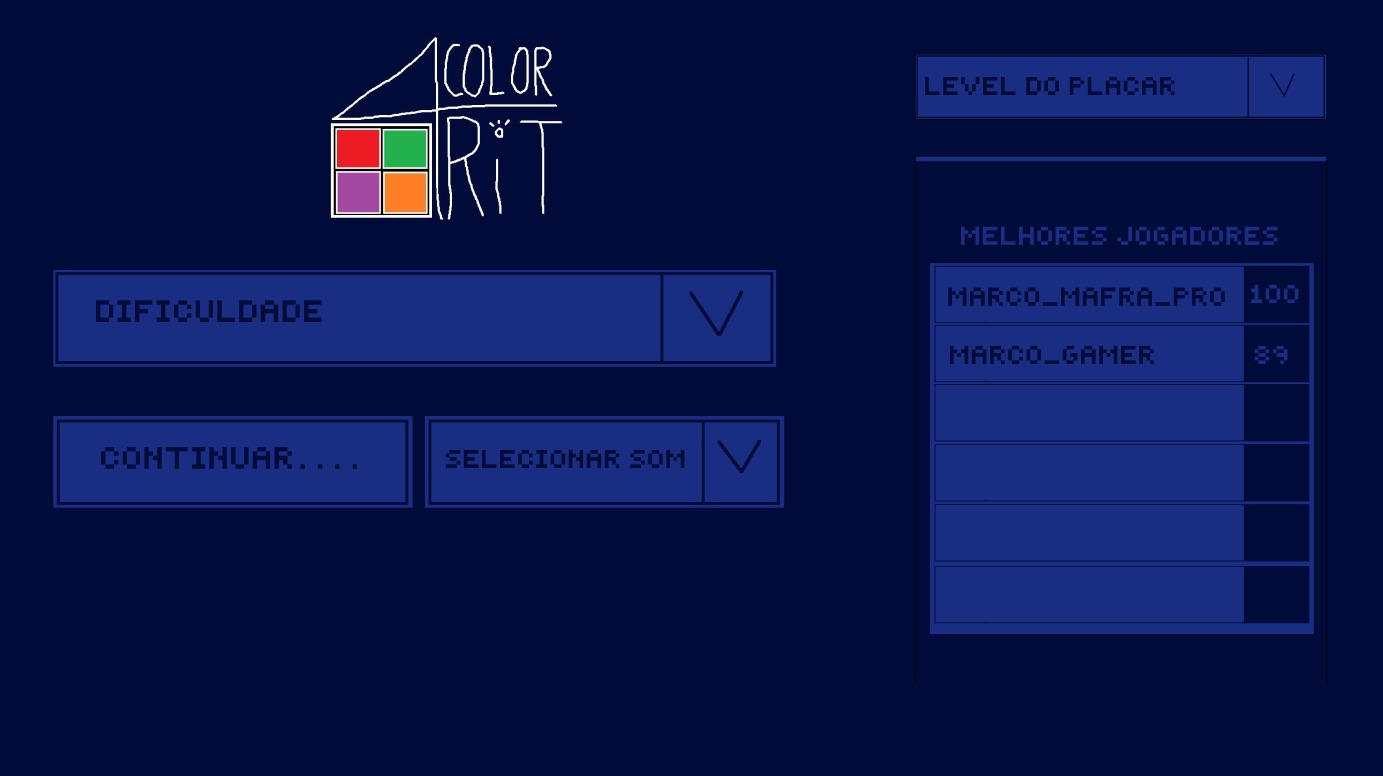 COLOR
RiT
LEVEL DO PLACAR
DIFICULDADE
CONTINUAR....
SELECIONAR SOM
MELHORES JOGADORES
MARCO_MAFRA_PRO 100
MARCO_GAMER 89